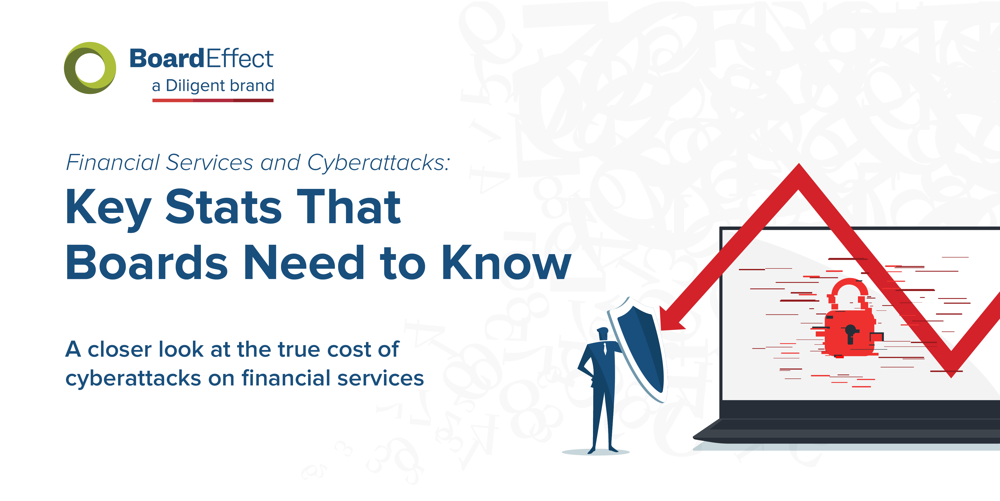 BoardEffect
a Diligent brand
Financial Services and Cyberattacks:
Key Stats That
Boards Need to Know
A closer look at the true cost of
cyberattacks on financial services